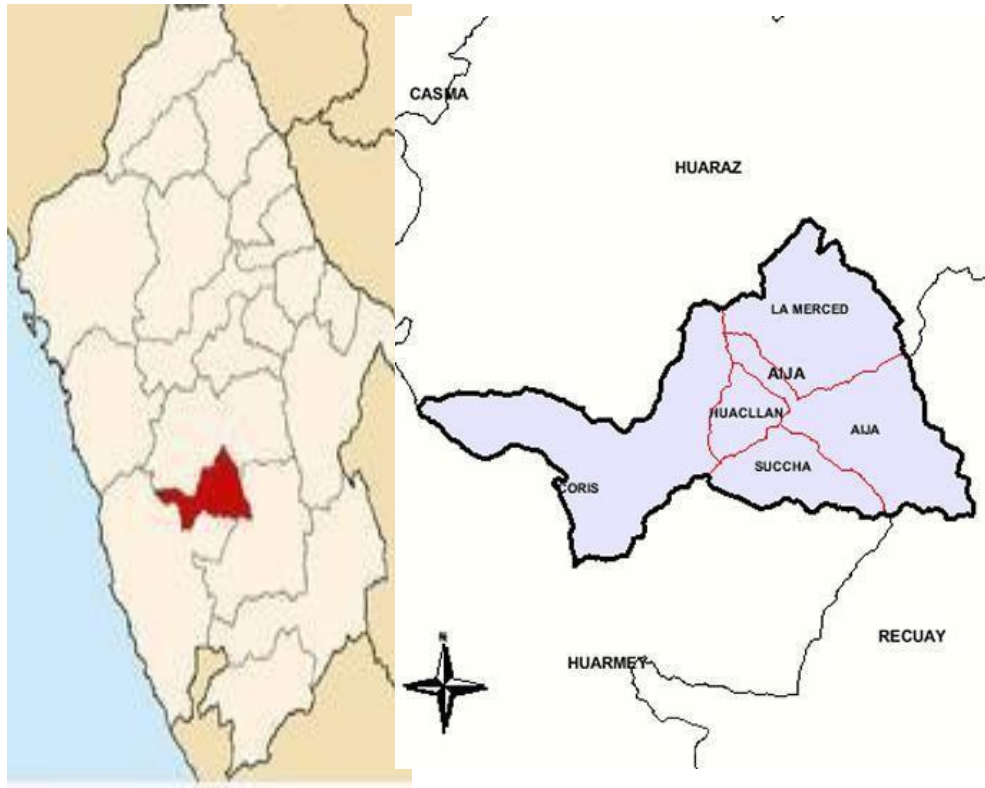 CASMA
HUARAZ
LA MERCED
AIJA
HUACLLAN
AIJA
SUCCHA
CORIS
N
RECUAY
HUARMEY